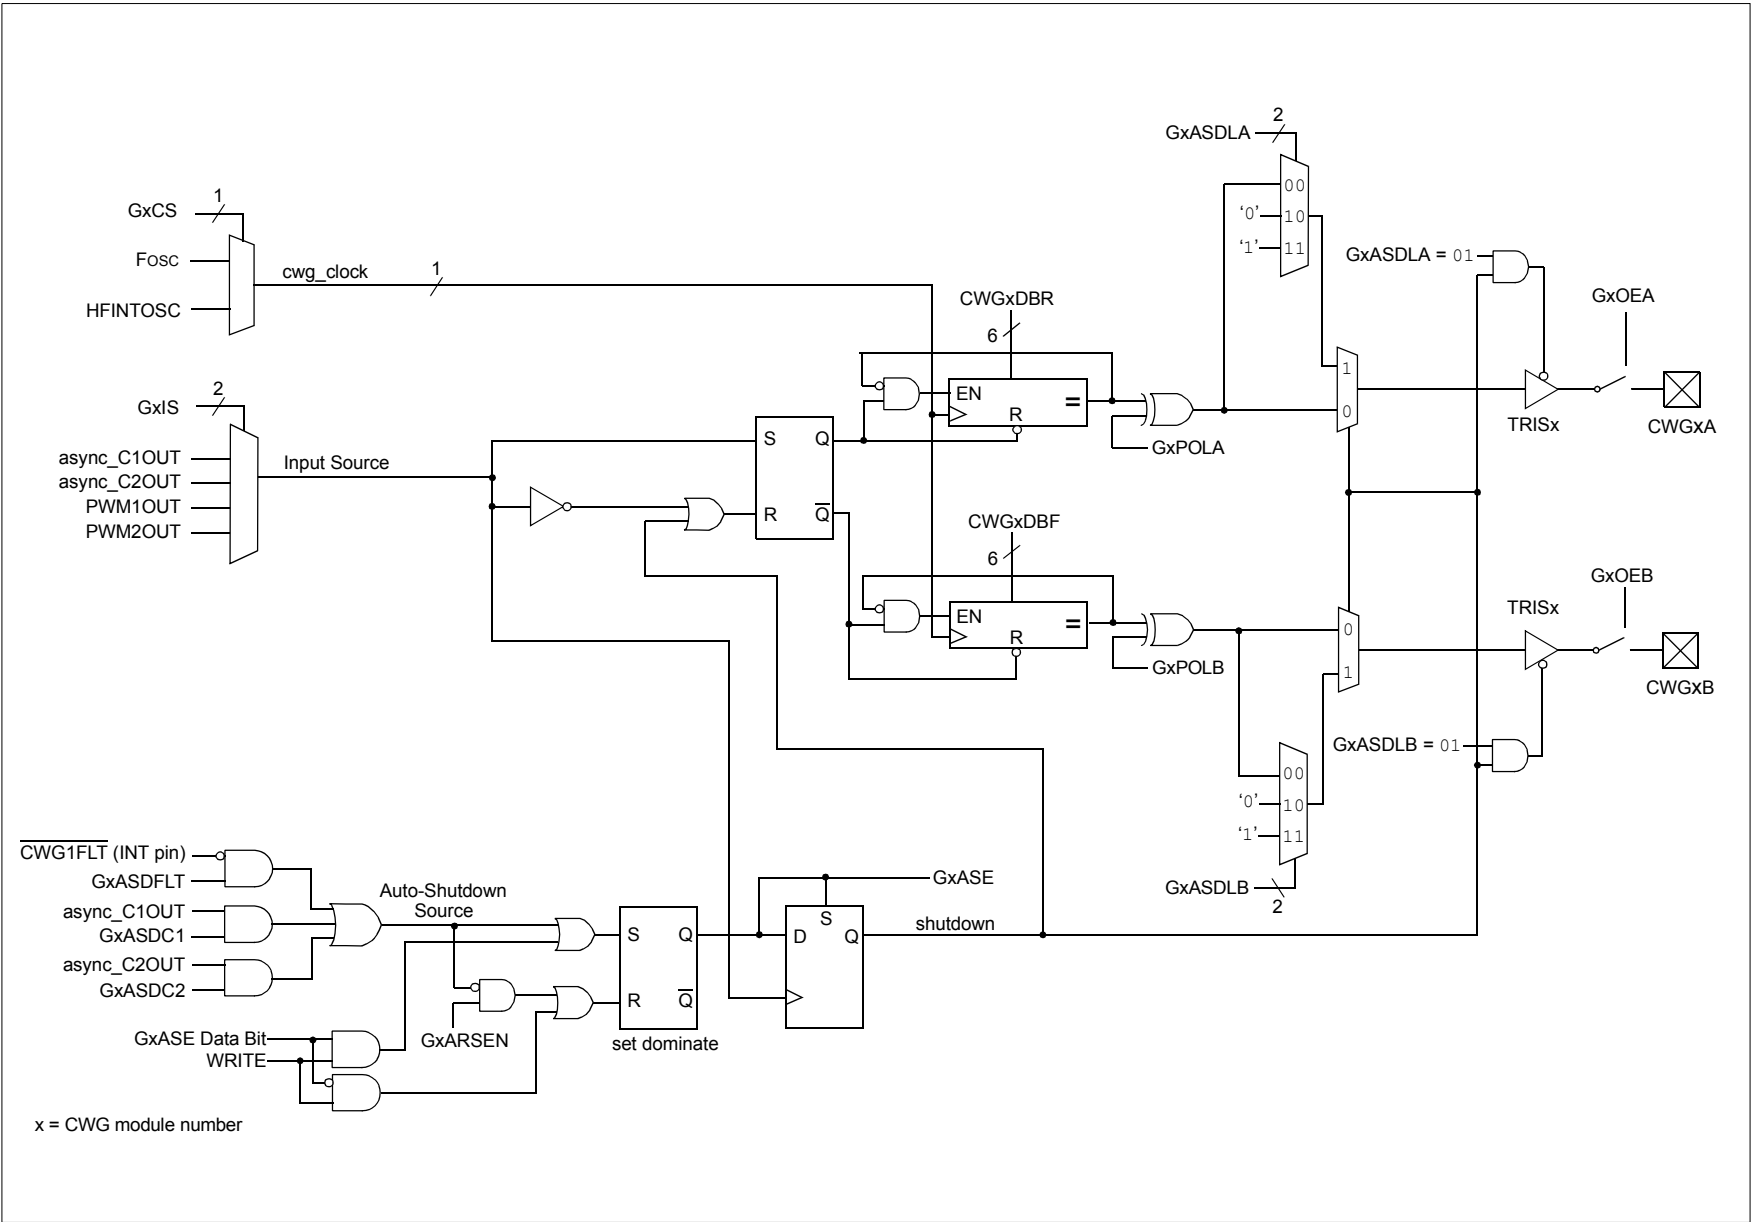 2
GxASDLA
00
‘0’ 10
‘1’ 11
1
GxCS
FOSC
HFINTOSC
cwg_clock
1
GxASDLA = 01
GxOEA
CWGxDBR
6
EN
R
=
1
0
TRISx
CWGxA
GxPOLA
2
GxIS
async_C1OUT
async_C2OUT
PWM1OUT
PWM2OUT
Input Source
S
Q
R
Q
CWGxDBF
6
EN
R
=
GxPOLB
0
1
GxOEB
TRISx
CWGxB
GxASDLB = 01
00
‘0’ 10
‘1’ 11
GxASDLB
2
CWG1FLT (INT pin)
GxASDFLT
async_C1OUT
GxASDC1
async_C2OUT
GxASDC2
Auto-Shutdown
Source
GxARSEN
S
Q
R
Q
set dominate
GxASE
S
D
Q
shutdown
GxASE Data Bit
WRITE
x = CWG module number